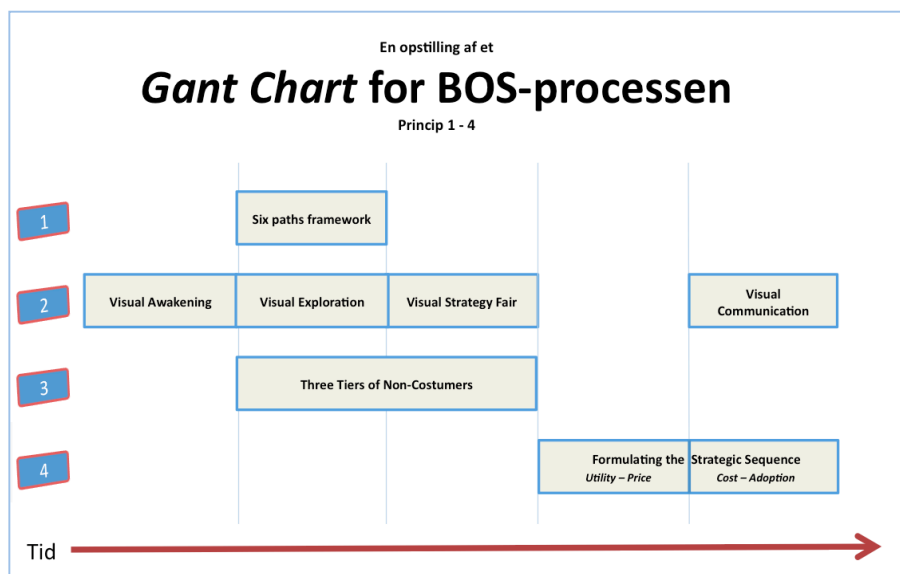 En opstilling af et
Gant Chart for BOS-processen
Princip 1 - 4
1
Six paths framework
2
Visual Awakening
Visual Exploration
Visual Strategy Fair
Visual
Communication
3
Three Tiers of Non-Costumers
4
Formulating the Strategic Sequence
Utility – Price
Cost – Adoption
Tid